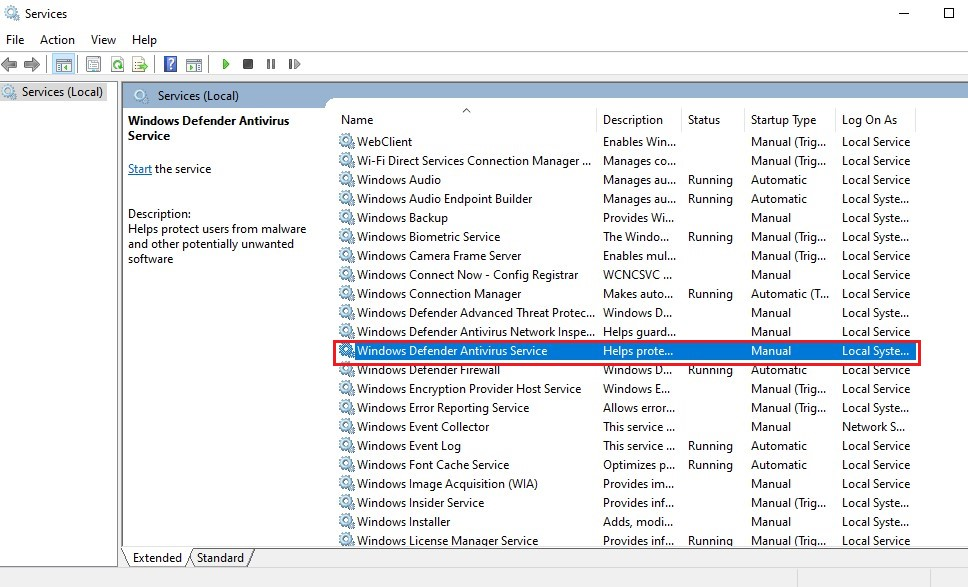 Services
File Action View Help
Services (Local)
Services (Local)
Windows Defender Antivirus
Service
Start the service
Description:
Helps protect users from malware
and other potentially unwanted
software
Name Description Status Startup Type Log On As
WebClient Enables Win... Manual (Trig... Local Service
Wi-Fi Direct Services Connection Manager ... Manages co... Manual (Trig... Local Service
Windows Audio Manages au... Running Automatic Local Service
Windows Audio Endpoint Builder Manages au... Running Automatic Local Syste...
Windows Backup Provides Wi... Manual Local Syste...
Windows Biometric Service The Windo... Running Manual (Trig... Local Syste...
Windows Camera Frame Server Enables mul... Manual (Trig... Local Service
Windows Connect Now - Config Registrar WCNCSVC ... Manual Local Service
Windows Connection Manager Makes auto... Running Automatic (T... Local Service
Windows Defender Advanced Threat Protec... Windows D... Manual Local Syste...
Windows Defender Antivirus Network Inspe... Helps guard... Manual Local Service
Windows Defender Antivirus Service Helps prote... Manual Local Syste...
Windows Defender Firewall Windows D... Running Automatic Local Service
Windows Encryption Provider Host Service Windows E... Manual (Trig... Local Service
Windows Error Reporting Service Allows error... Manual (Trig... Local Syste...
Windows Event Collector This service ... Manual Network S...
Windows Event Log This service ... Running Automatic Local Service
Windows Font Cache Service Optimizes p... Running Automatic Local Service
Windows Image Acquisition (WIA) Provides im... Manual Local Service
Windows Insider Service Provides inf... Manual (Trig... Local Syste...
Windows Installer Adds, modi... Manual Local Syste...
Windows License Manager Service Provides inf... Running Manual (Trig... Local Service
Extended Standard